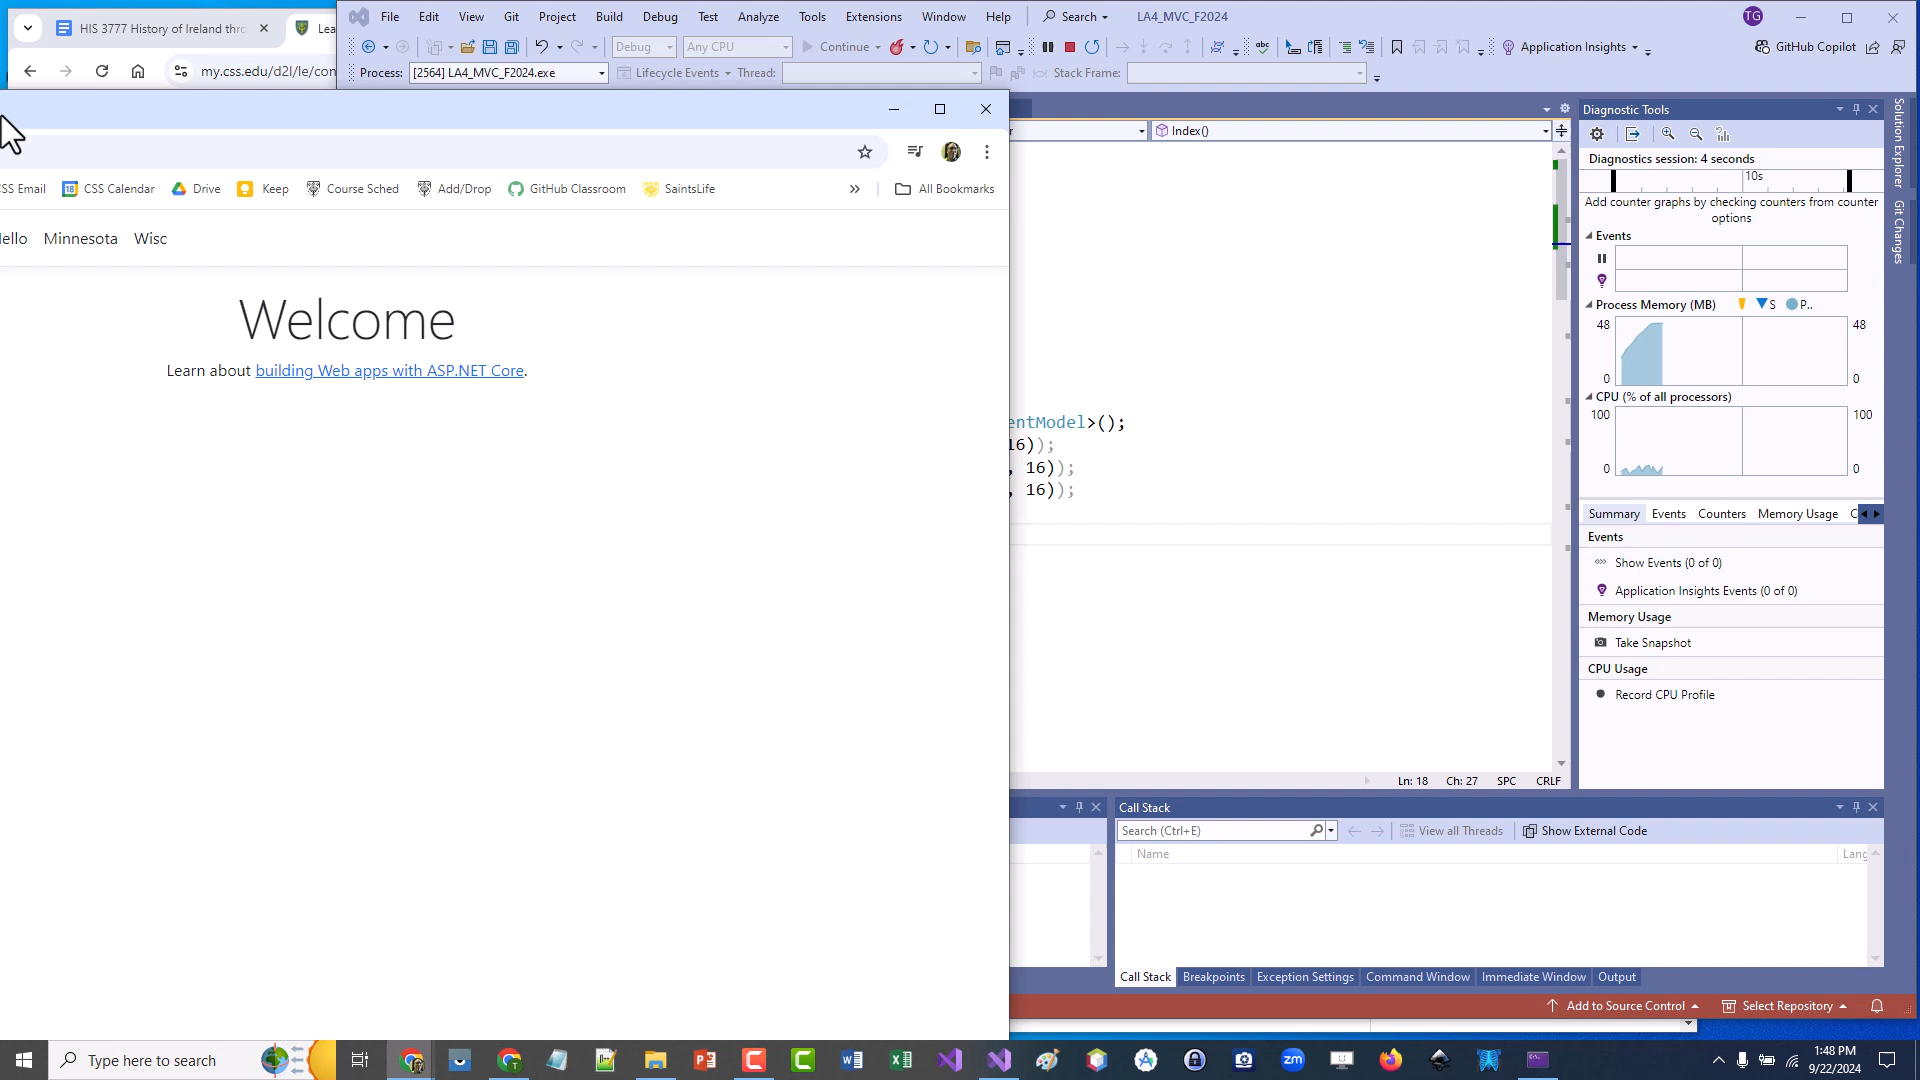 HIS 3777 History of Ireland thro
Lea
File Edit View Git Project Build Debug Test Analyze Tools Extensions Window Help Search LA4_MVC_F2024 TG
Debug Any CPU Continue Application Insights GitHub Copilot
my.css.edu/d2l/le/con
Process: [2564] LA4_MVC_F2024.exe Lifecycle Events Thread: Stack Frame:
Index()
Diagnostic Tools
Solution Explorer
Git Changes
Diagnostics session: 4 seconds
10s
Add counter graphs by checking counters from counter
options
Events
Process Memory (MB) S P..
48 48
0 0
CPU (% of all processors)
100 100
0 0
SS Email CSS Calendar Drive Keep Course Sched Add/Drop GitHub Classroom SaintsLife » All Bookmarks
ello Minnesota Wisc
Welcome
Learn about building Web apps with ASP.NET Core.
entModel>();
16));
, 16));
, 16));
Summary Events Counters Memory Usage C
Events
Show Events (0 of 0)
Application Insights Events (0 of 0)
Memory Usage
Take Snapshot
CPU Usage
Record CPU Profile
Ln: 18 Ch: 27 SPC CRLF
Call Stack
Search (Ctrl+E) View all Threads Show External Code
Name Lang
Call Stack Breakpoints Exception Settings Command Window Immediate Window Output
Add to Source Control Select Repository
Type here to search
1:48 PM
9/22/2024